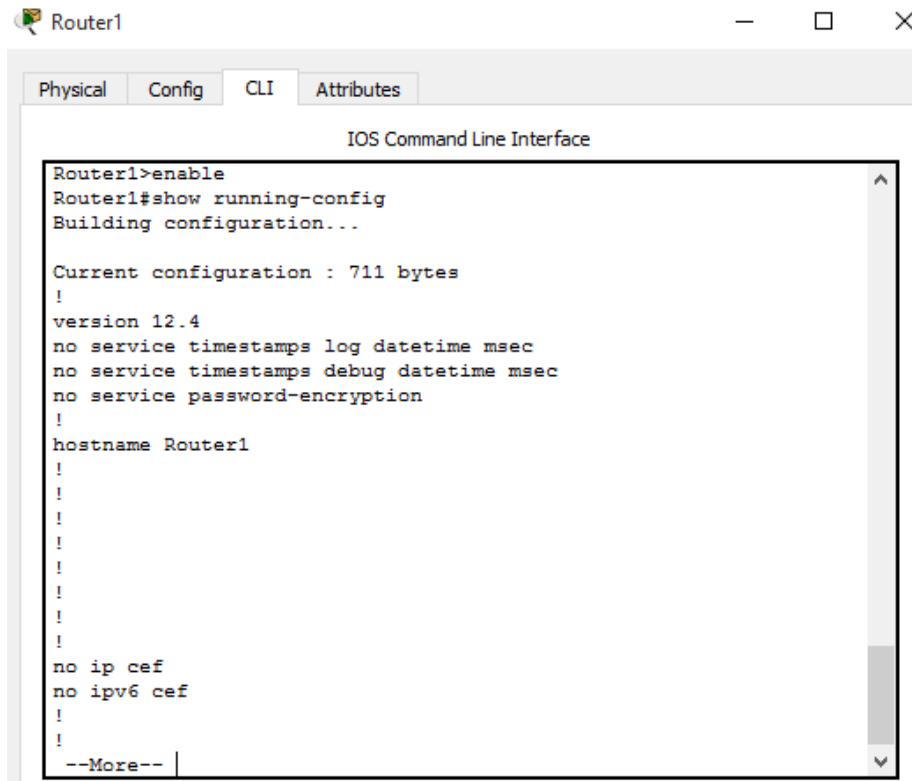 Router1
Physical Config CLI Attributes
IOS Command Line Interface
Router1>enable
Router1#show running-config
Building configuration...
Current configuration : 711 bytes
!
version 12.4
no service timestamps log datetime msec
no service timestamps debug datetime msec
no service password-encryption
!
hostname Router1
!
!
!
!
!
!
!
!
no ip cef
no ipv6 cef
!
!
--More--